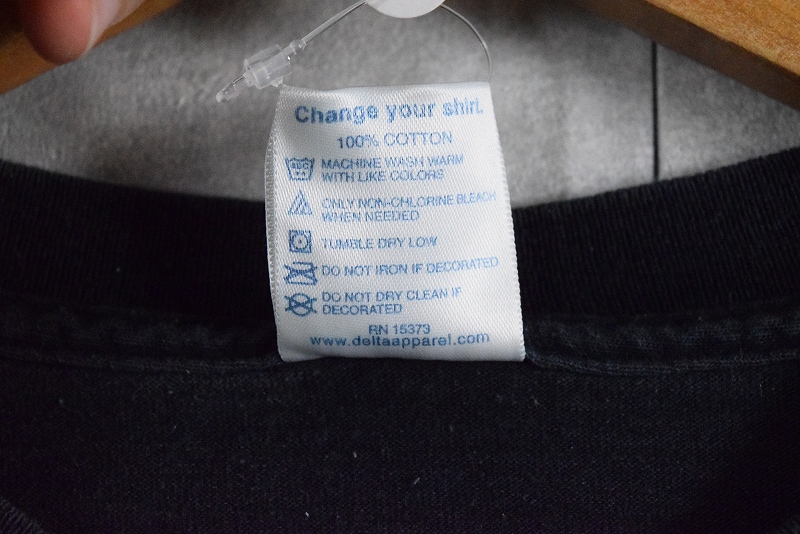 Change your shirt.
100% COTTON
MACHINE WASH WARM
WITH LIKE COLORS
ONLY NON-CHLORINE BLEACH
WHEN NEEDED
TUMBLE DRY LOW
DO NOT IRON IF DECORATED
DO NOT DRY CLEAN IF
DECORATED
RN 15373
www.deltaapparel.com